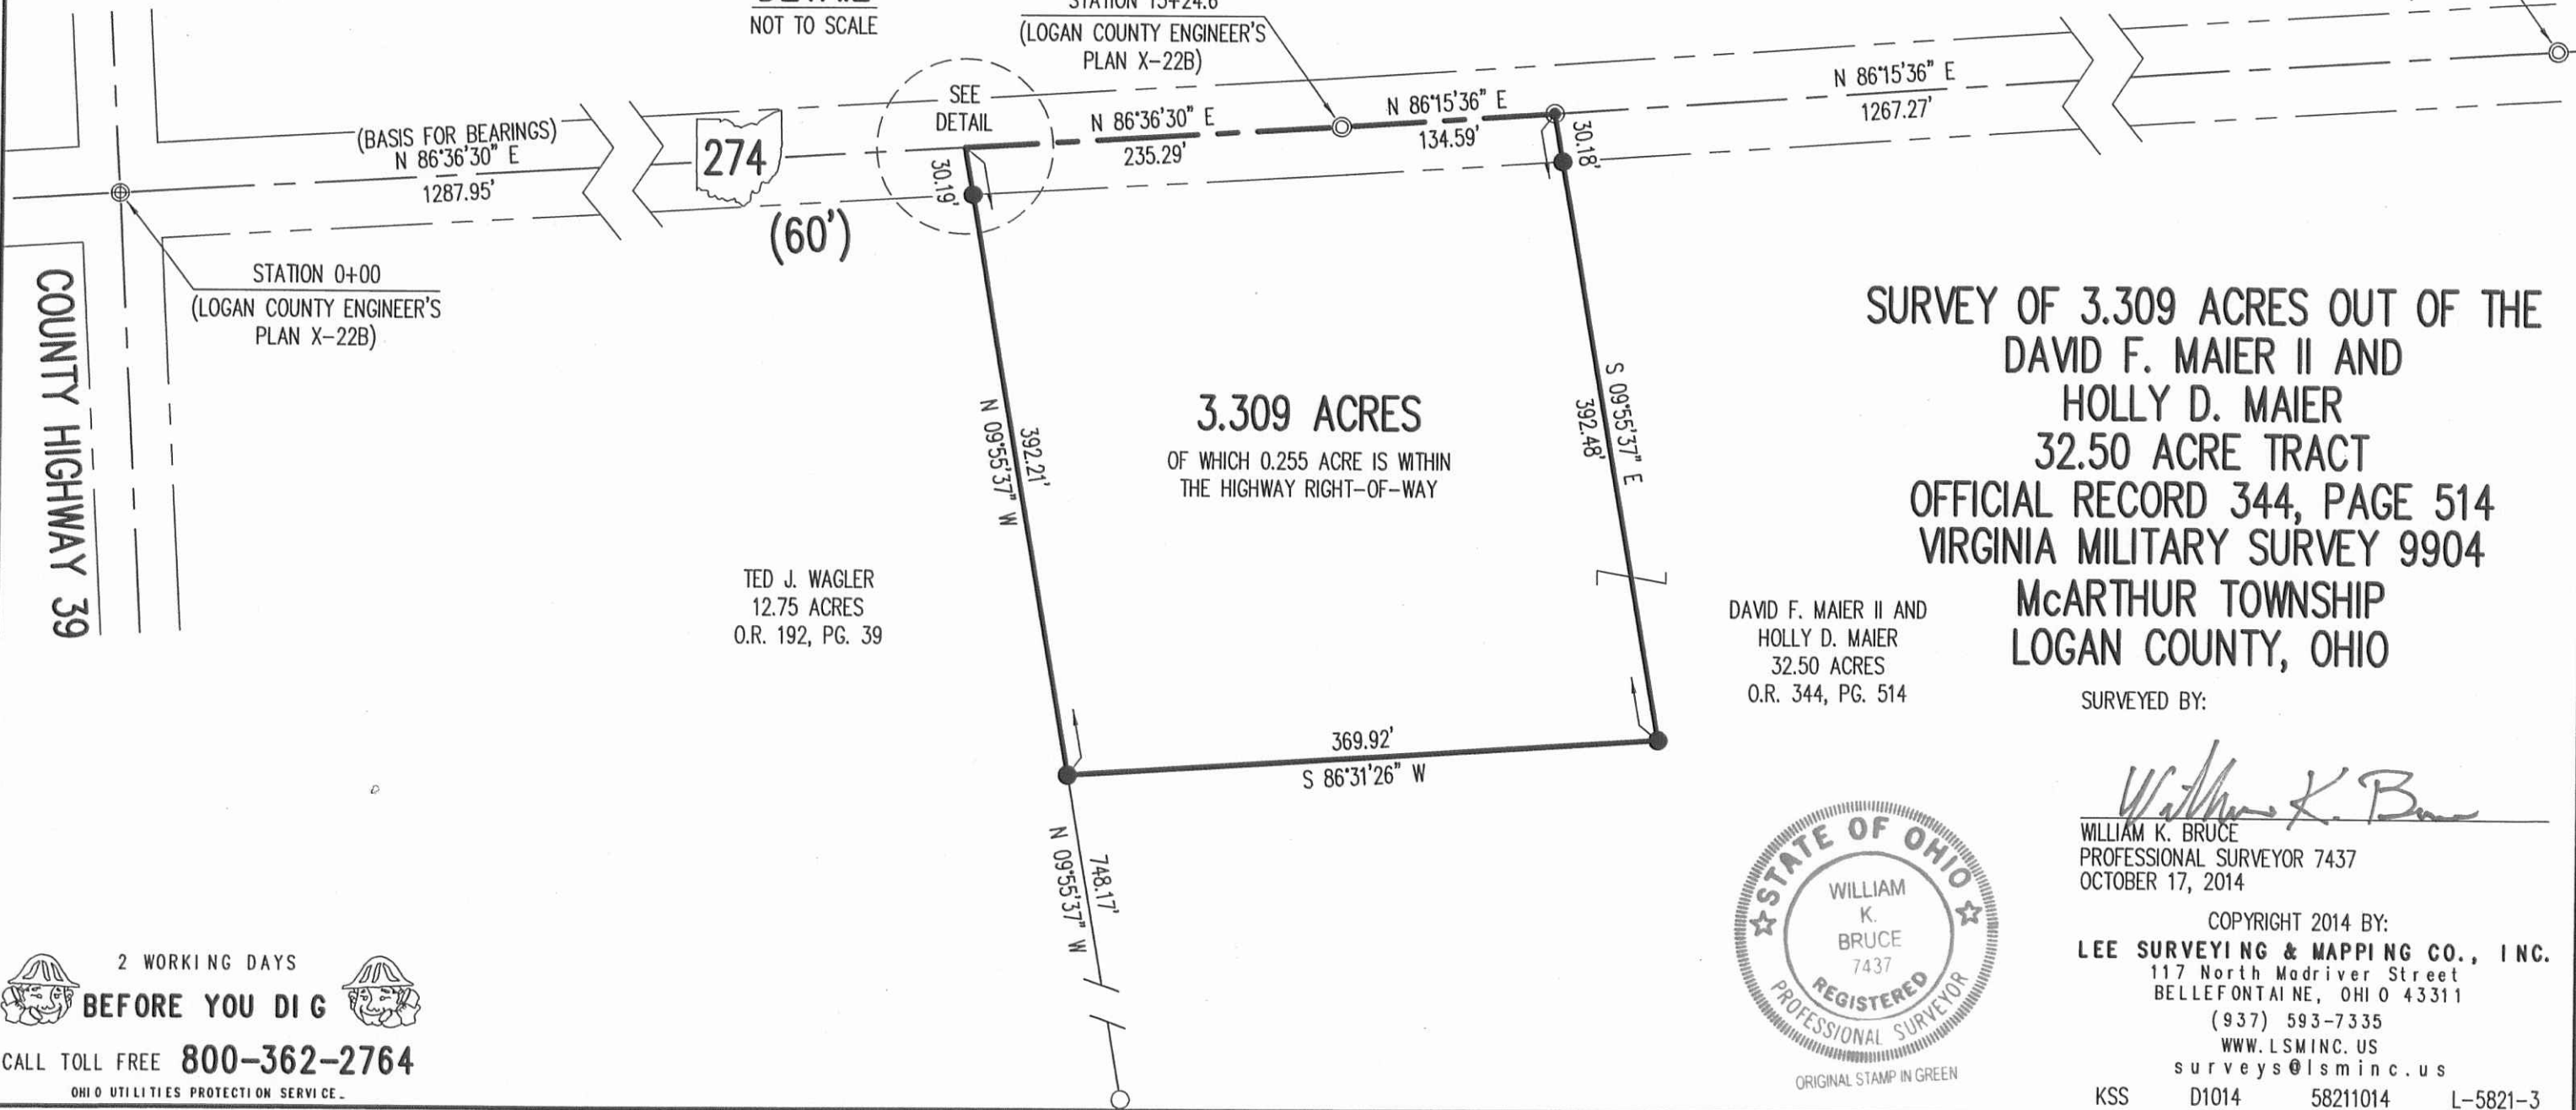 NOT TO SCALE
STATION 15+24.6
(LOGAN COUNTY ENGINEER'S
PLAN X-22B)
SEE
DETAIL
(BASIS FOR BEARINGS)
N 86°36'30" E
1287.95'
274
(60')
N 86°36'30" E
235.29'
N 86°15'36" E
134.59'
N 86°15'36" E
1267.27'
30.19'
30.18'
STATION 0+00
(LOGAN COUNTY ENGINEER'S
PLAN X-22B)
COUNTY HIGHWAY 39
392.21'
N 09°55'37" W
3.309 ACRES
OF WHICH 0.255 ACRE IS WITHIN
THE HIGHWAY RIGHT-OF-WAY
S 09°55'37" E
392.48'
TED J. WAGLER
12.75 ACRES
O.R. 192, PG. 39
DAVID F. MAIER II AND
HOLLY D. MAIER
32.50 ACRES
O.R. 344, PG. 514
369.92'
S 86°31'26" W
748.17'
N 09°55'37" W
SURVEY OF 3.309 ACRES OUT OF THE
DAVID F. MAIER II AND
HOLLY D. MAIER
32.50 ACRE TRACT
OFFICIAL RECORD 344, PAGE 514
VIRGINIA MILITARY SURVEY 9904
McARTHUR TOWNSHIP
LOGAN COUNTY, OHIO
SURVEYED BY:
William K. Bruce
WILLIAM K. BRUCE
PROFESSIONAL SURVEYOR 7437
OCTOBER 17, 2014
COPYRIGHT 2014 BY:
LEE SURVEYING & MAPPING CO., INC.
117 North Madriver Street
BELLEFONTAINE, OHIO 43311
(937) 593-7335
WWW.LSMINC.US
surveys@lsminc.us
KSS D1014 58211014 L-5821-3
STATE OF OHIO
WILLIAM
K.
BRUCE
7437
REGISTERED
PROFESSIONAL SURVEYOR
ORIGINAL STAMP IN GREEN
2 WORKING DAYS
BEFORE YOU DIG
CALL TOLL FREE 800-362-2764
OHIO UTILITIES PROTECTION SERVICE